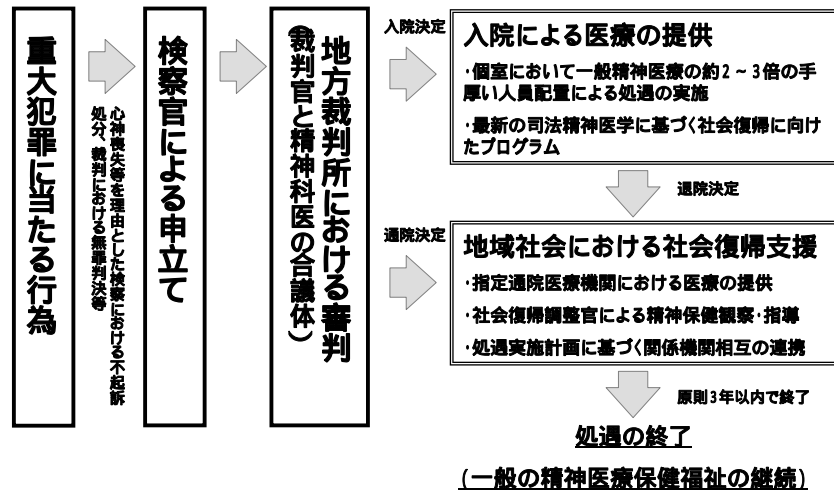 重大犯罪に当たる行為
心神喪失等を理由とした検察における不起訴
処分、裁判における無罪判決等
検察官による申立て
地方裁判所における審判
（裁判官と精神科医の合議体）
入院決定
入院による医療の提供
・個室において一般精神医療の約2～3倍の手
厚い人員配置による処遇の実施
・最新の司法精神医学に基づく社会復帰に向け
たプログラム
退院決定
通院決定
地域社会における社会復帰支援
・指定通院医療機関における医療の提供
・社会復帰調整官による精神保健観察・指導
・処遇実施計画に基づく関係機関相互の連携
原則3年以内で終了
処遇の終了
（一般の精神医療保健福祉の継続）